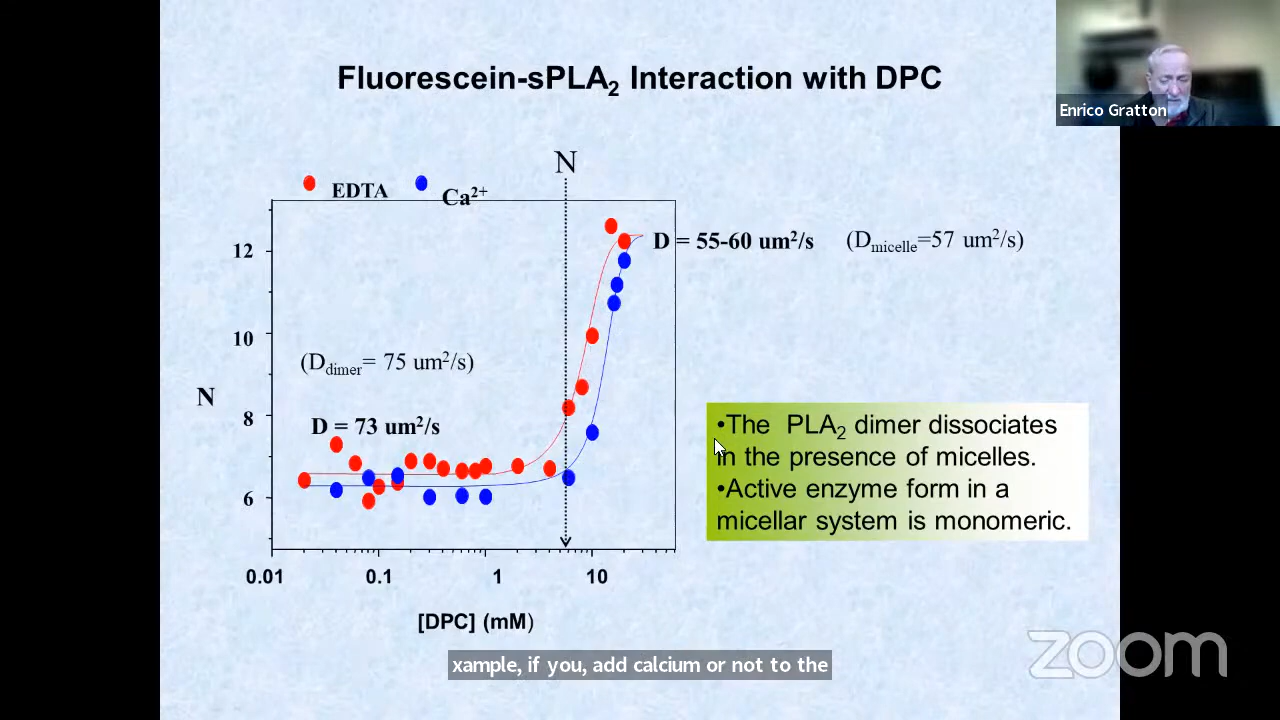 Fluorescein-sPLA2 Interaction with DPC
Enrico Gratton
N
EDTA
Ca2+
12
D = 55-60 um2/s
(Dmicelle=57 um2/s)
10
(Ddimer= 75 um2/s)
N
8
D = 73 um2/s
•The PLA2 dimer dissociates
in the presence of micelles.
•Active enzyme form in a
micellar system is monomeric.
6
0.01
0.1
1
10
[DPC] (mM)
xample, if you, add calcium or not to the
zoom